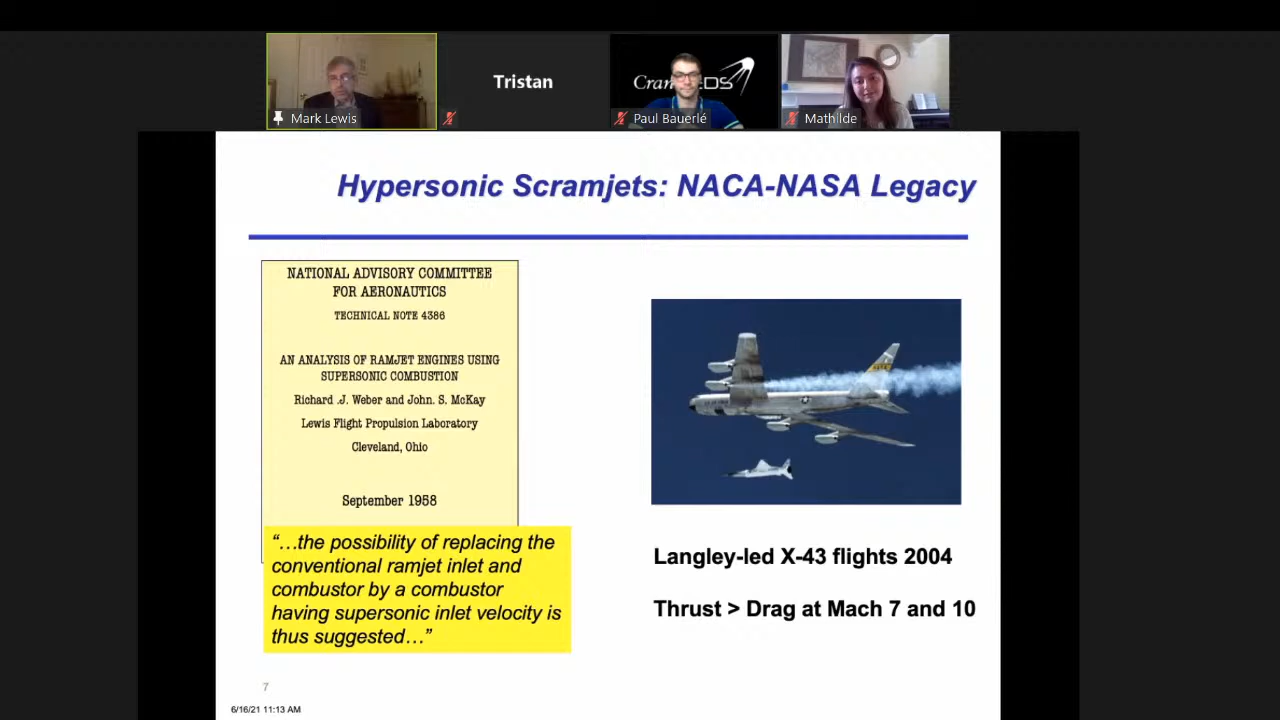 Tristan
Cran
EDS
Mark Lewis
Paul Bauerlé
Mathilde
Hypersonic Scramjets: NACA-NASA Legacy
NATIONAL ADVISORY COMMITTEE
FOR AERONAUTICS
TECHNICAL NOTE 4386
AN ANALYSIS OF RAMJET ENGINES USING
SUPERSONIC COMBUSTION
Richard .J. Weber and John. S. McKay
Lewis Flight Propulsion Laboratory
Cleveland, Ohio
September 1958
“…the possibility of replacing the
conventional ramjet inlet and
combustor by a combustor
having supersonic inlet velocity is
thus suggested…”
Langley-led X-43 flights 2004
Thrust > Drag at Mach 7 and 10
7
6/16/21 11:13 AM